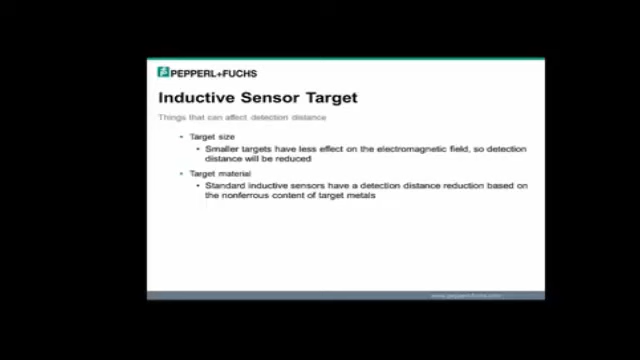 PEPPERL+FUCHS
Inductive Sensor Target
Things that can affect detection distance
• Target size
• Smaller targets have less effect on the electromagnetic field, so detection
distance will be reduced
• Target material
• Standard inductive sensors have a detection distance reduction based on
the nonferrous content of target metals
www.pepperl-fuchs.com